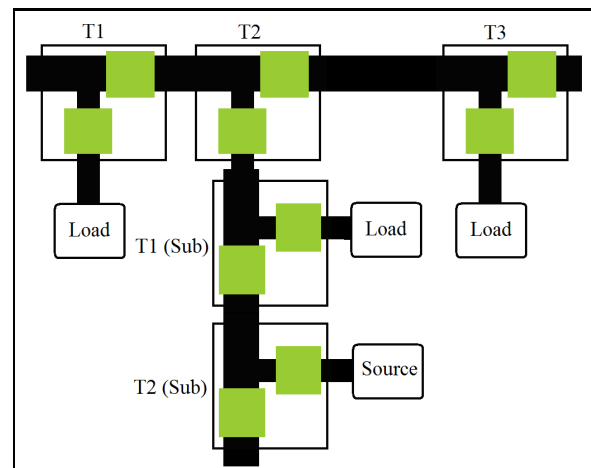 T1
T2
T3
Load
T1 (Sub)
Load
Load
T2 (Sub)
Source